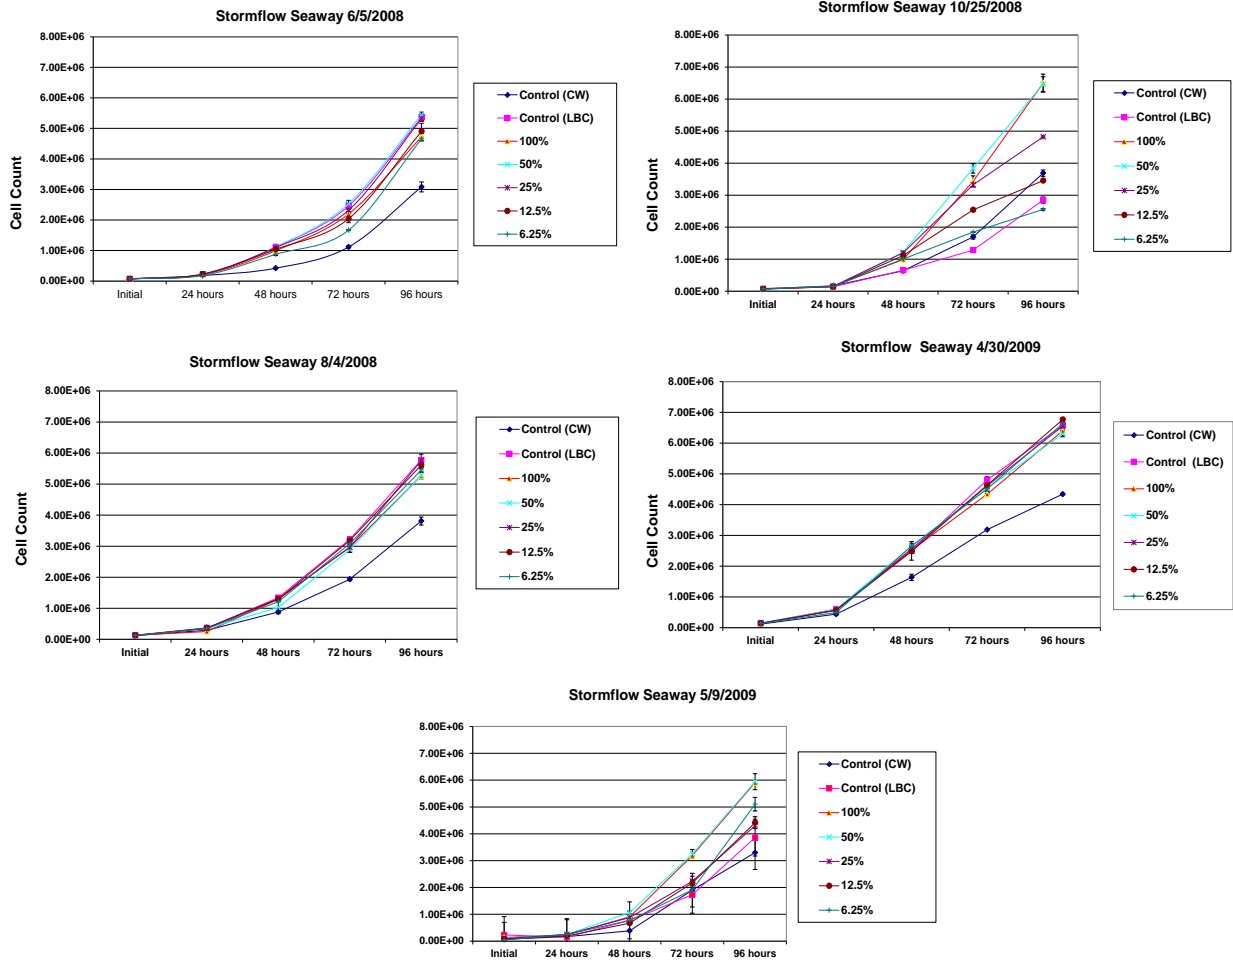 Stormflow Seaway 6/5/2008
8.00E+06
7.00E+06
6.00E+06
5.00E+06
4.00E+06
3.00E+06
2.00E+06
1.00E+06
0.00E+00
Cell Count
Initial 24 hours 48 hours 72 hours 96 hours
Control (CW)
Control (LBC)
100%
50%
25%
12.5%
6.25%
Stormflow Seaway 10/25/2008
8.00E+06
7.00E+06
6.00E+06
5.00E+06
4.00E+06
3.00E+06
2.00E+06
1.00E+06
0.00E+00
Initial 24 hours 48 hours 72 hours 96 hours
Control (CW)
Control (LBC)
100%
50%
25%
12.5%
6.25%
Stormflow Seaway 8/4/2008
8.00E+06
7.00E+06
6.00E+06
5.00E+06
4.00E+06
3.00E+06
2.00E+06
1.00E+06
0.00E+00
Cell Count
Initial 24 hours 48 hours 72 hours 96 hours
Control (CW)
Control (LBC)
100%
50%
25%
12.5%
6.25%
Stormflow Seaway 4/30/2009
8.00E+06
7.00E+06
6.00E+06
5.00E+06
4.00E+06
3.00E+06
2.00E+06
1.00E+06
0.00E+00
Cell Count
Initial 24 hours 48 hours 72 hours 96 hours
Control (CW)
Control (LBC)
100%
50%
25%
12.5%
6.25%
Stormflow Seaway 5/9/2009
8.00E+06
7.00E+06
6.00E+06
5.00E+06
4.00E+06
3.00E+06
2.00E+06
1.00E+06
0.00E+00
Initial 24 hours 48 hours 72 hours 96 hours
Control (CW)
Control (LBC)
100%
50%
25%
12.5%
6.25%